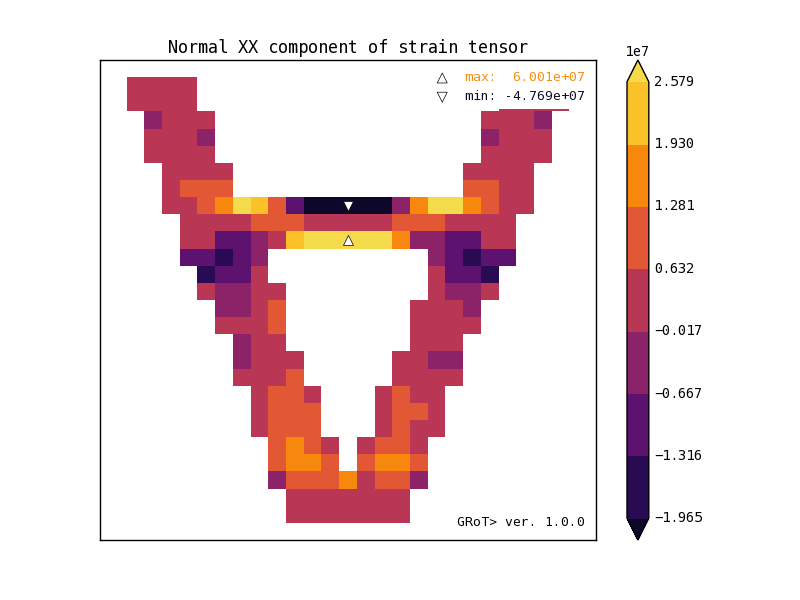 Normal XX component of strain tensor
1e7
△ max: 6.001e+07
▽ min: -4.769e+07
2.579
1.930
1.281
0.632
−0.017
−0.667
−1.316
−1.965
GRoT> ver. 1.0.0